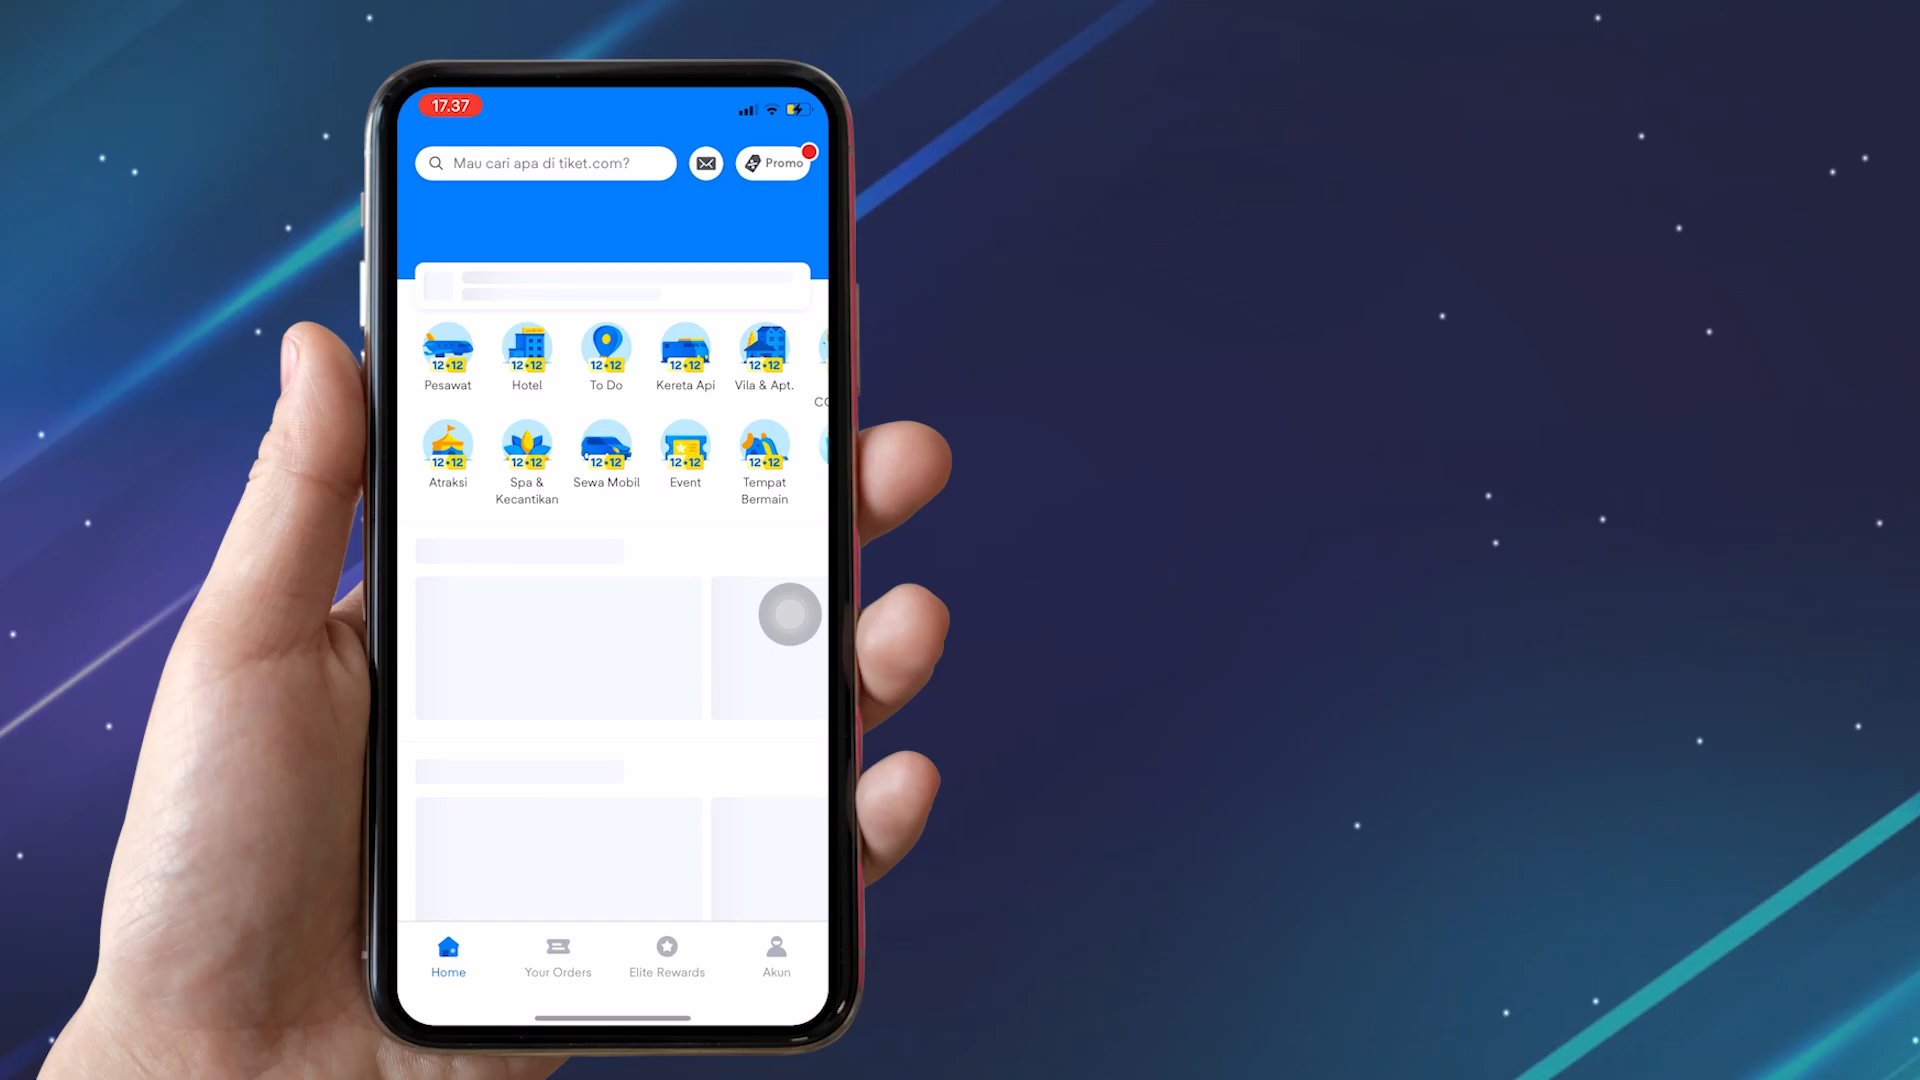 17.37
Mau cari apa di tiket.com?
Promo
12•12 12•12 12•12 12•12 12•12
Pesawat Hotel To Do Kereta Api Vila & Apt.
CO
12•12 12•12 12•12 12•12 12•12
Atraksi Spa & Kecantikan Sewa Mobil Event Tempat Bermain
Home Your Orders Elite Rewards Akun